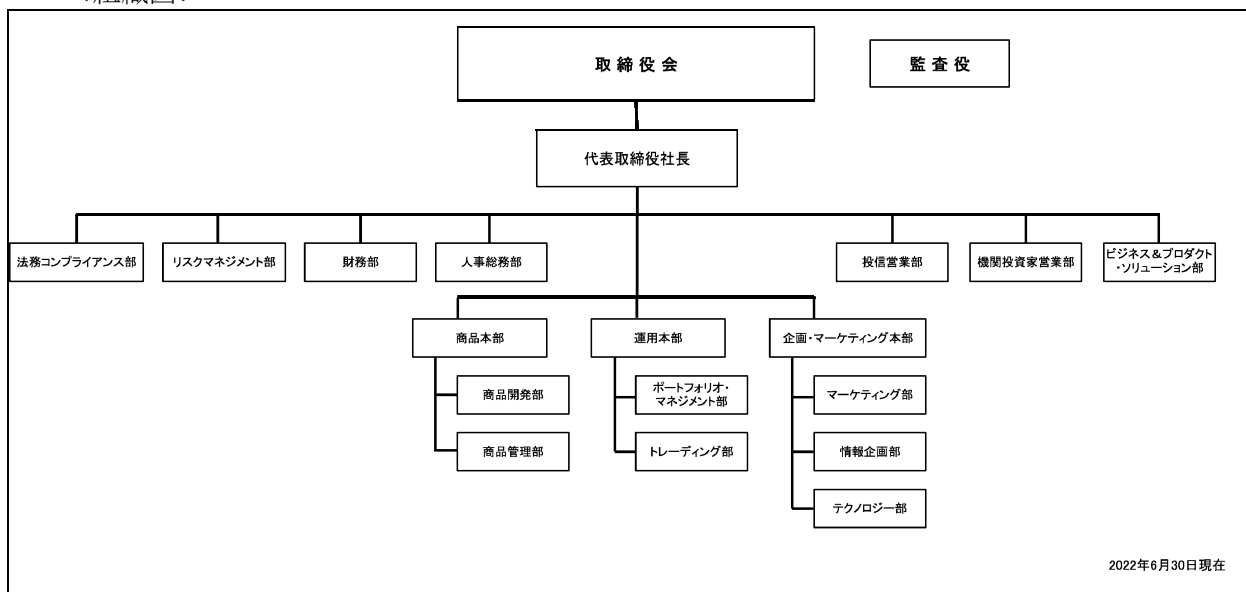 <組織図>
取締役会
監査役
代表取締役社長
法務コンプライアンス部
リスクマネジメント部
財務部
人事総務部
投信営業部
機関投資家営業部
ビジネス&プロダクト
・ソリューション部
商品本部
運用本部
企画・マーケティング本部
商品開発部
ポートフォリオ・
マネジメント部
マーケティング部
商品管理部
トレーディング部
情報企画部
テクノロジー部
2022年6月30日現在